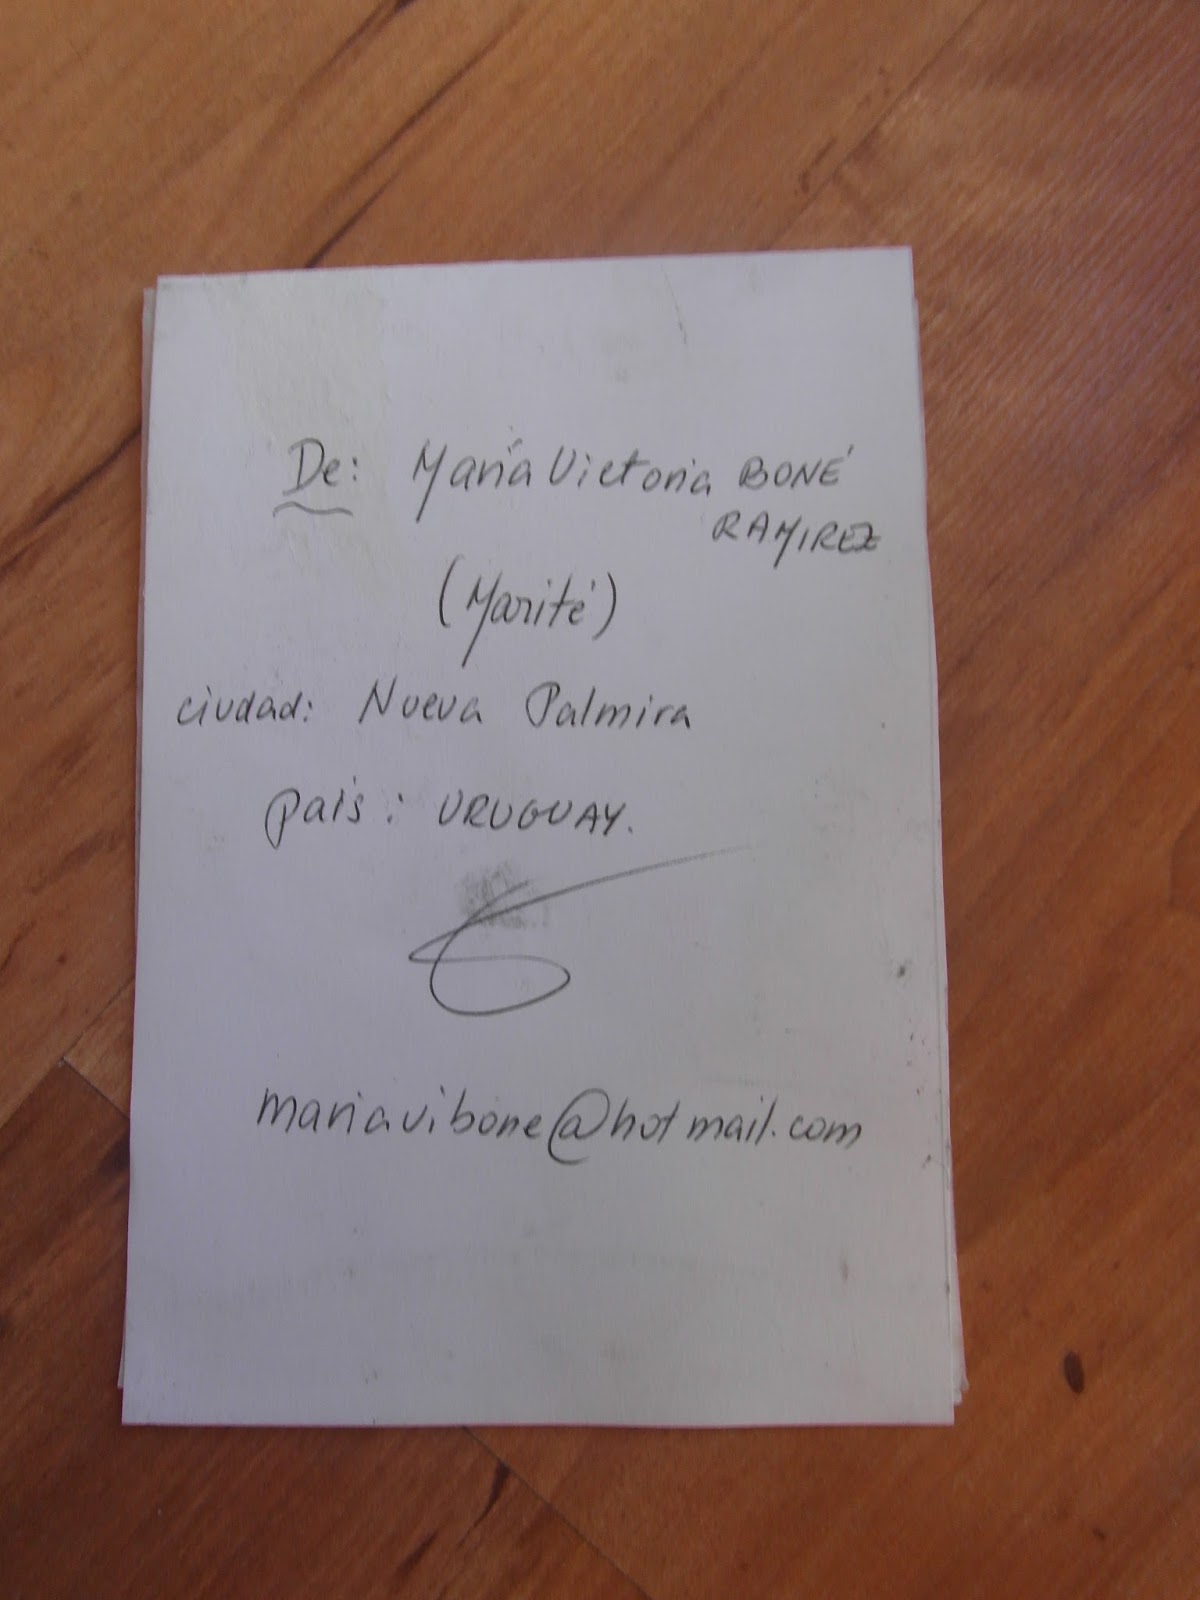 De: María Victoria BONÉ
RAMIREZ
(Marité)
ciudad: Nueva Palmira
país: URUGUAY.
mariavibone@hotmail.com